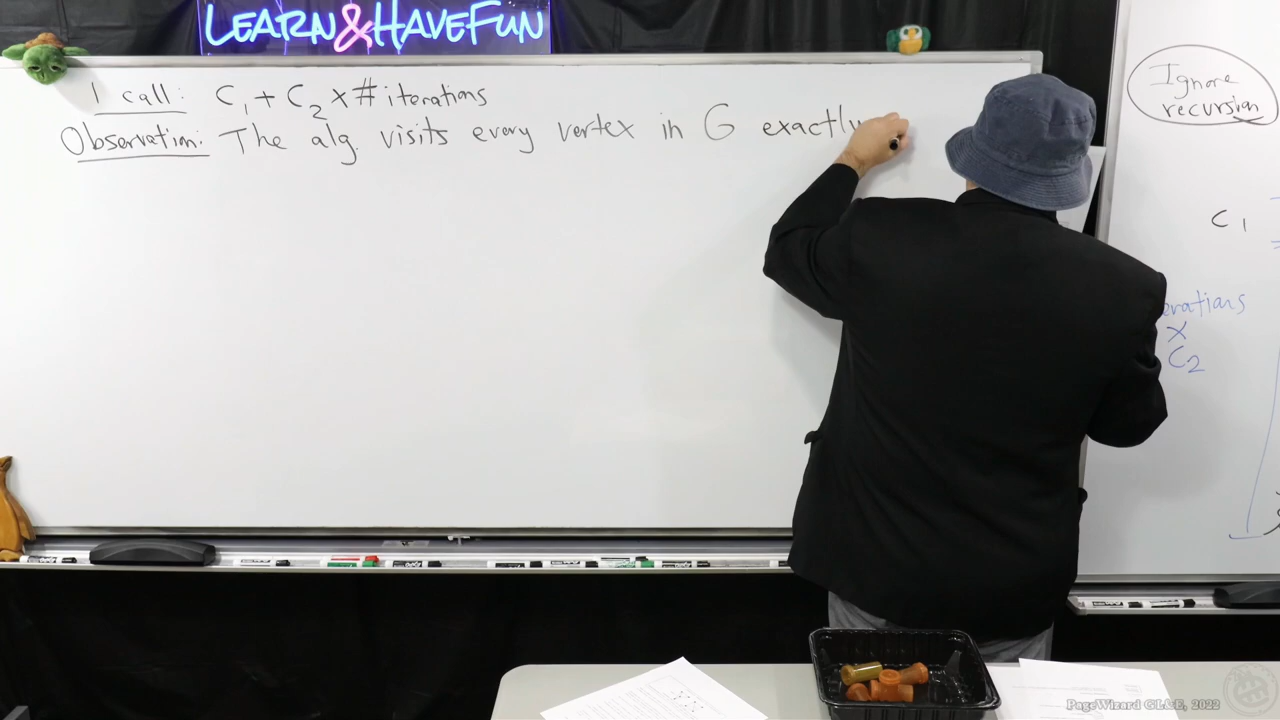 LEARN&HAVEFUN
1 call: C1 + C2 x # iterations
Observation: The alg. visits every vertex in G exactly
Ignore
recursion
C1
erations
x
C2
PageWizard GL&E, 2022